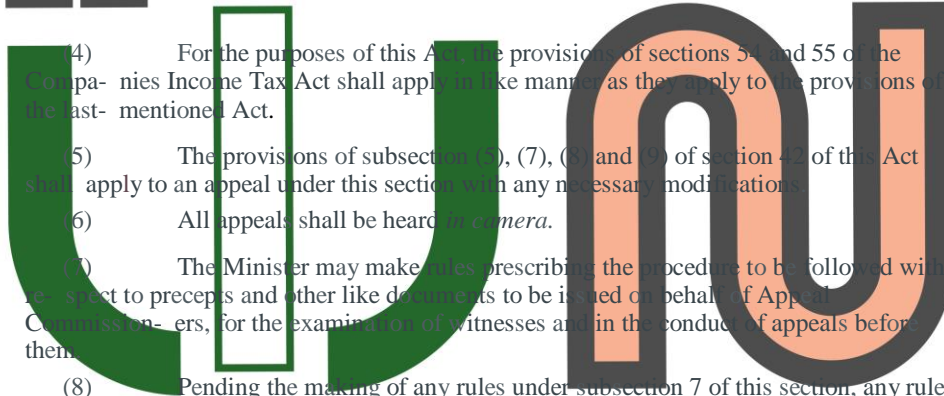 (4) For the purposes of this Act, the provisions of sections 54 and 55 of the
Compa- nies Income Tax Act shall apply in like manner as they apply to the provisions of
the last- mentioned Act.
(5) The provisions of subsection (5), (7), (8) and (9) of section 42 of this Act
shall apply to an appeal under this section with any necessary modifications.
(6) All appeals shall be heard in camera.
(7) The Minister may make rules prescribing the procedure to be followed with
re- spect to precepts and other like documents to be issued on behalf of Appeal
Commission- ers, for the examination of witnesses and in the conduct of appeals before
them
(8) Pending the making of any rules under subsection 7 of this section, any rule